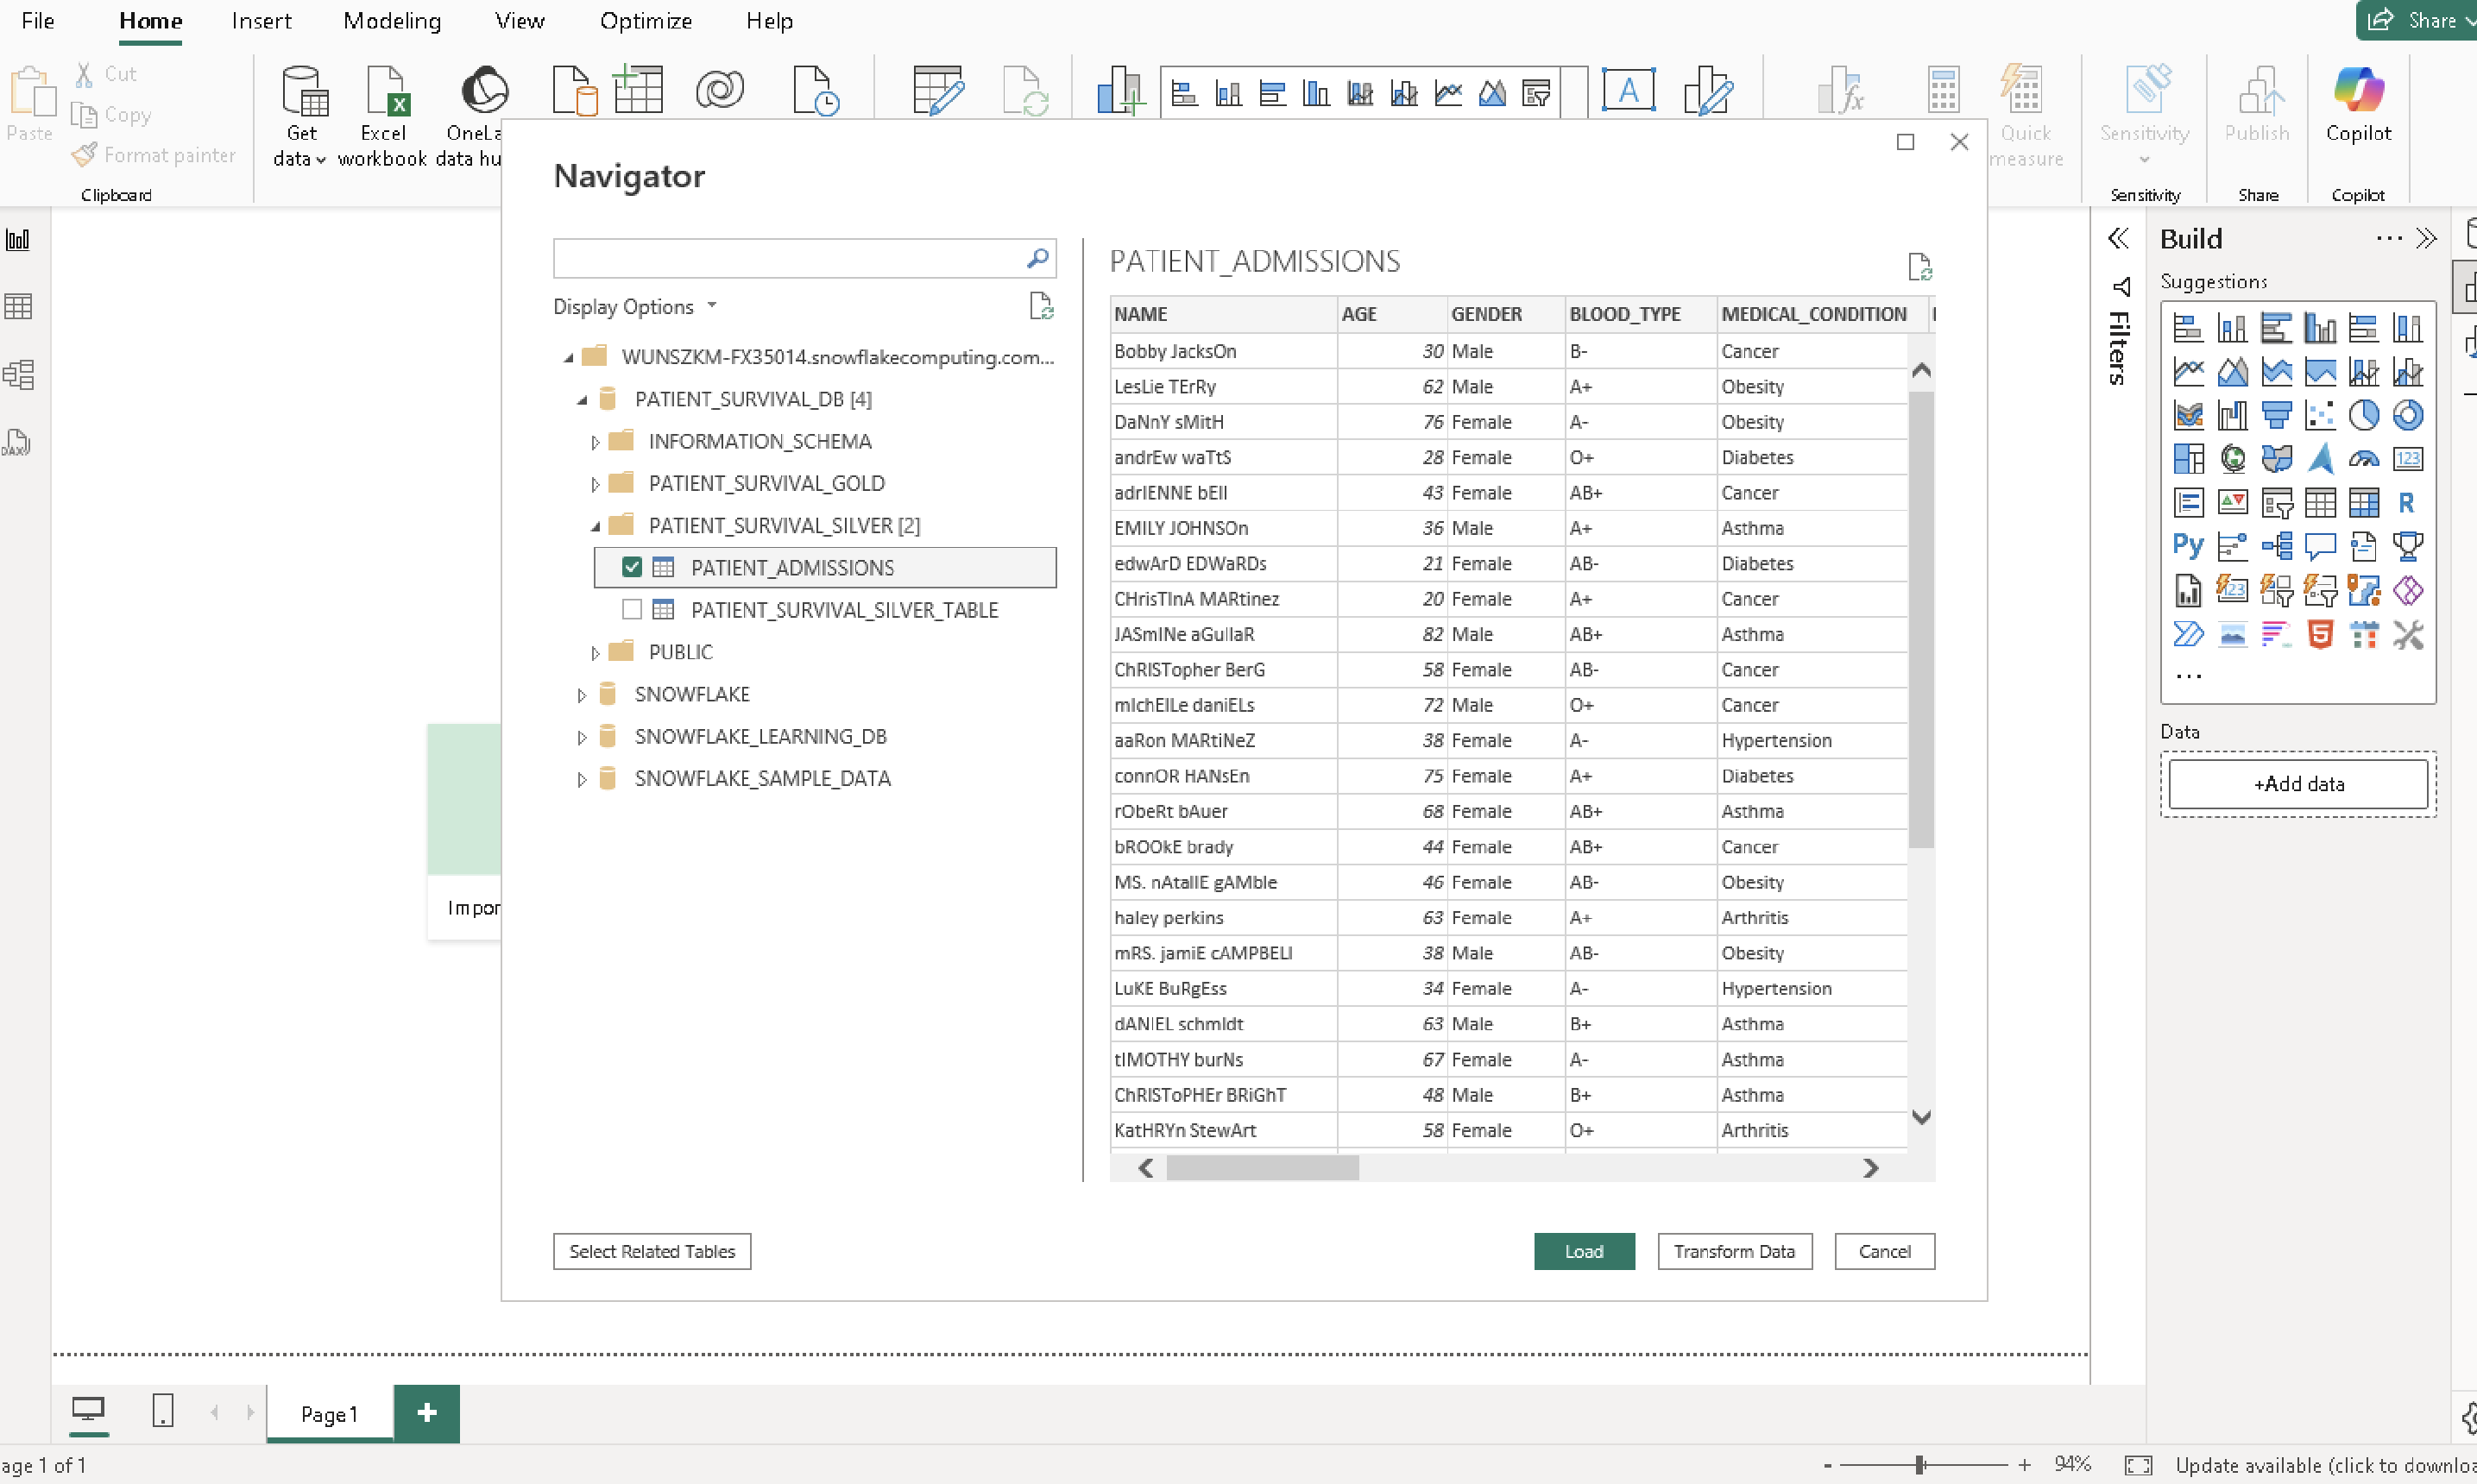 File Home Insert Modeling View Optimize Help Share
Paste
Cut
Copy
Format painter
Clipboard
Get data
Excel workbook
OneLa
data hu
Quick measure
Sensitivity
Sensitivity
Publish
Share
Copilot
Copilot
Navigator
Display Options
WUNSZKM-FX35014.snowflakecomputing.com...
PATIENT_SURVIVAL_DB [4]
INFORMATION_SCHEMA
PATIENT_SURVIVAL_GOLD
PATIENT_SURVIVAL_SILVER [2]
PATIENT_ADMISSIONS
PATIENT_SURVIVAL_SILVER_TABLE
PUBLIC
SNOWFLAKE
SNOWFLAKE_LEARNING_DB
SNOWFLAKE_SAMPLE_DATA
PATIENT_ADMISSIONS
NAME AGE GENDER BLOOD_TYPE MEDICAL_CONDITION
Bobby JacksOn 30 Male B- Cancer
LesLie TErRy 62 Male A+ Obesity
DaNnY sMitH 76 Female A- Obesity
andrEw waTtS 28 Female O+ Diabetes
adrIENNE bEll 43 Female AB+ Cancer
EMILY JOHNSOn 36 Male A+ Asthma
edwArD EDWaRDs 21 Female AB- Diabetes
CHrisTInA MARtinez 20 Female A+ Cancer
JASmINe aGuIlaR 82 Male AB+ Asthma
ChRISTopher BerG 58 Female AB- Cancer
mIchElLe daniELs 72 Male O+ Cancer
aaRon MARtiNeZ 38 Female A- Hypertension
connOR HANsEn 75 Female A+ Diabetes
rObeRt bAuer 68 Female AB+ Asthma
bROOkE brady 44 Female AB+ Cancer
MS. nAtalIE gAMble 46 Female AB- Obesity
haley perkins 63 Female A+ Arthritis
mRS. jamiE cAMPBELl 38 Male AB- Obesity
LuKE BuRgEss 34 Female A- Hypertension
dANIEL schmIdt 63 Male B+ Asthma
tIMOTHY burNs 67 Female A- Asthma
ChRISToPHEr BRiGhT 48 Male B+ Asthma
KatHRYn StewArt 58 Female O+ Arthritis
Select Related Tables
Load
Transform Data
Cancel
Impor
Filters
Build
Suggestions
123
R
Py
Data
+Add data
DAX
Page 1
age 1 of 1
- + 94%
Update available (click to downloa